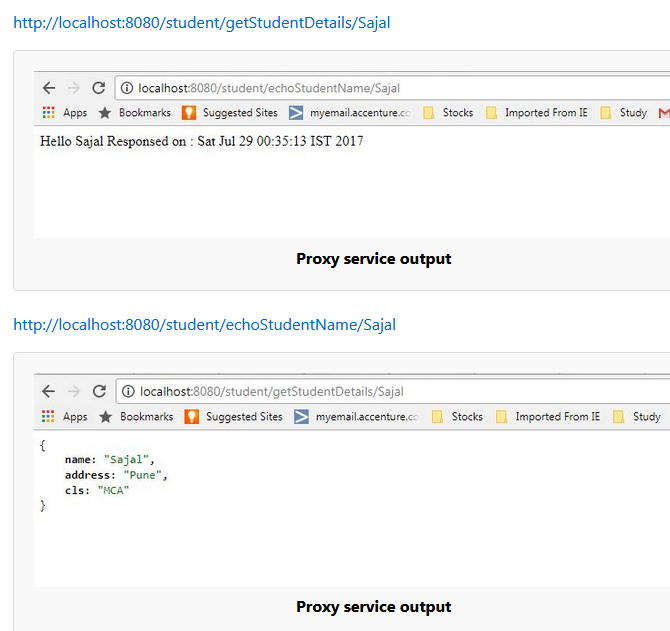 http://localhost:8080/student/getStudentDetails/Sajal
localhost:8080/student/echoStudentName/Sajal
Apps Bookmarks Suggested Sites myemail.accenture.co Stocks Imported From IE Study
Hello Sajal Responsed on : Sat Jul 29 00:35:13 IST 2017
Proxy service output
http://localhost:8080/student/echoStudentName/Sajal
localhost:8080/student/getStudentDetails/Sajal
Apps Bookmarks Suggested Sites myemail.accenture.co Stocks Imported From IE Study
{
name: "Sajal",
address: "Pune",
cls: "MCA"
}
Proxy service output